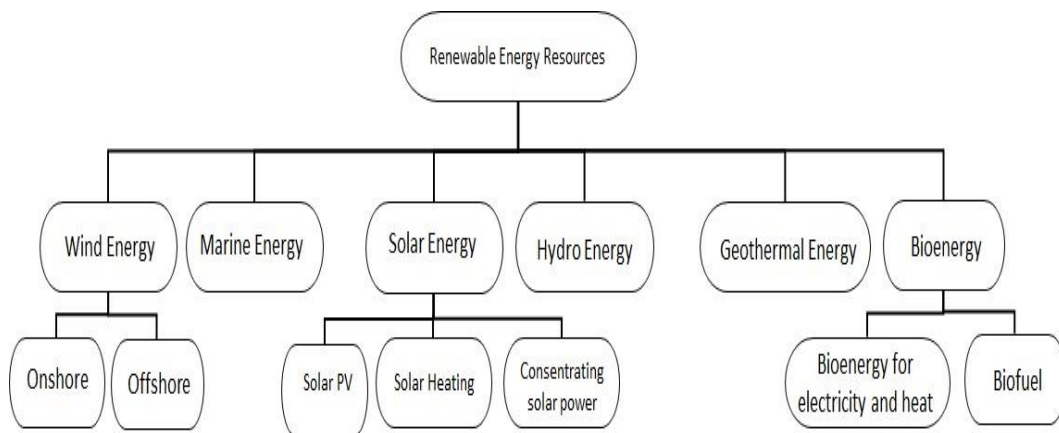 Renewable Energy Resources
Wind Energy
Marine Energy
Solar Energy
Hydro Energy
Geothermal Energy
Bioenergy
Onshore
Offshore
Solar PV
Solar Heating
Consentrating
solar power
Bioenergy for
electricity and heat
Biofuel